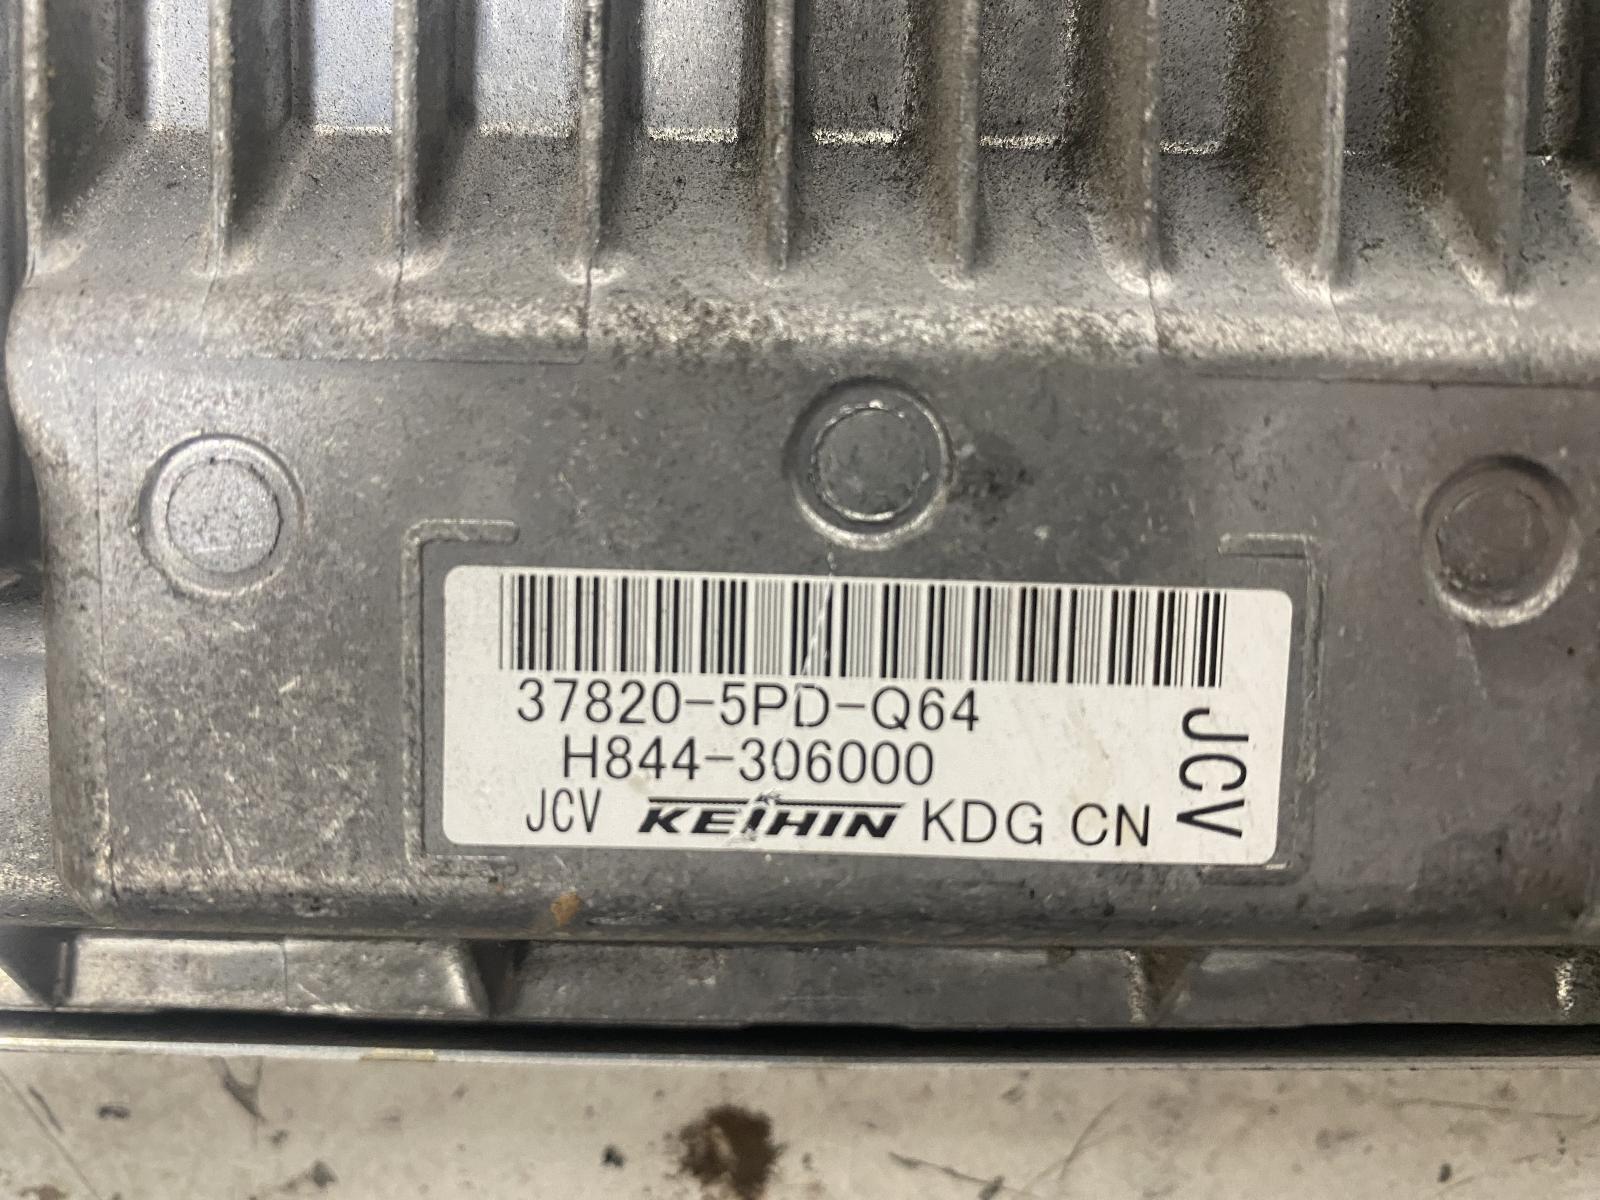 37820-5PD-Q64
H844-306000
JCV KEIHIN KDG CN
JCV